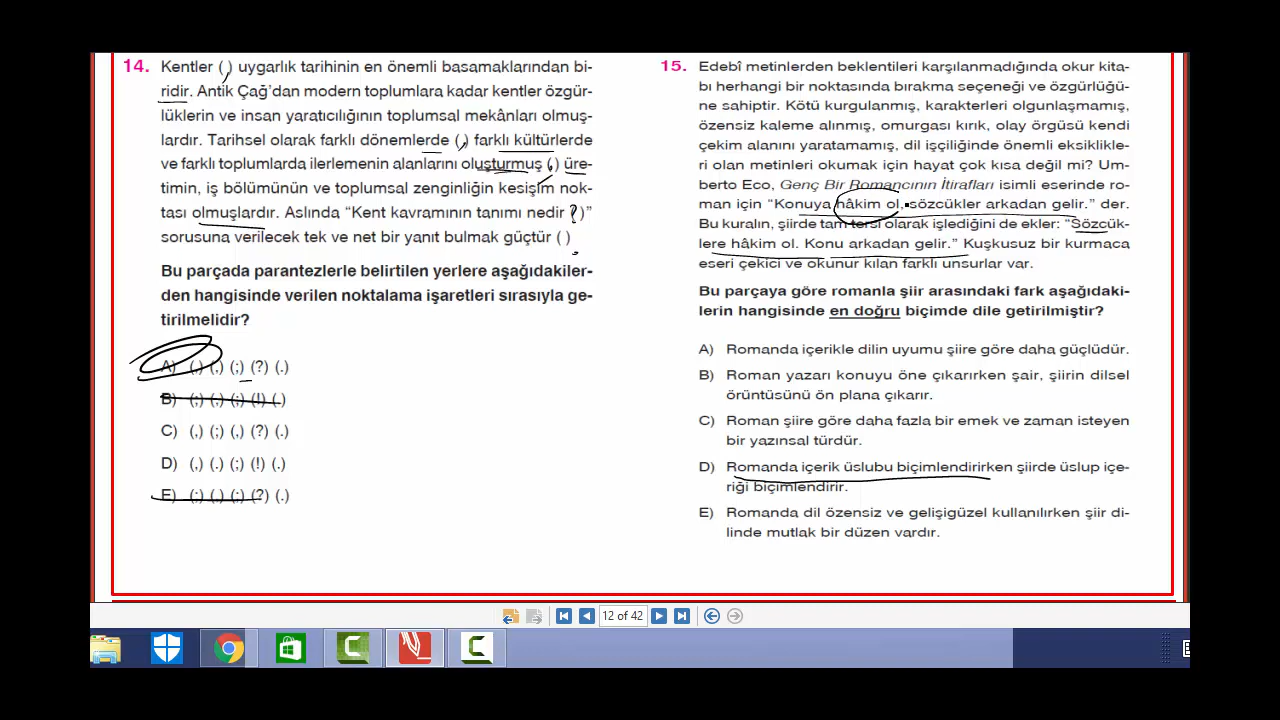 14. Kentler ( ) uygarlık tarihinin en önemli basamaklarından bi-
ridir. Antik Çağ’dan modern toplumlara kadar kentler özgür-
lüklerin ve insan yaratıcılığının toplumsal mekânları olmuş-
lardır. Tarihsel olarak farklı dönemlerde ( ) farklı kültürlerde
ve farklı toplumlarda ilerlemenin alanlarını oluşturmuş ( ) üre-
timin, iş bölümünün ve toplumsal zenginliğin kesişim nok-
tası olmuşlardır. Aslında “Kent kavramının tanımı nedir ( )”
sorusuna verilecek tek ve net bir yanıt bulmak güçtür ( )
Bu parçada parantezlerle belirtilen yerlere aşağıdakiler-
den hangisinde verilen noktalama işaretleri sırasıyla ge-
tirilmelidir?
A) (,) (,) (;) (?) (.)
B) (;) (,) (;) (!) (.)
C) (,) (;) (,) (?) (.)
D) (,) (.) (;) (!) (.)
E) (;) (,) (;) (?) (.)
15. Edebî metinlerden beklentileri karşılanmadığında okur kita-
bı herhangi bir noktasında bırakma seçeneği ve özgürlüğü-
ne sahiptir. Kötü kurgulanmış, karakterleri olgunlaşmamış,
özensiz kaleme alınmış, omurgası kırık, olay örgüsü kendi
çekim alanını yaratamamış, dil işçiliğinde önemli eksiklikle-
ri olan metinleri okumak için hayat çok kısa değil mi? Um-
berto Eco, Genç Bir Romancının İtirafları isimli eserinde ro-
man için “Konuya hâkim ol, sözcükler arkadan gelir.” der.
Bu kuralın, şiirde tam tersi olarak işlediğini de ekler: “Sözcük-
lere hâkim ol. Konu arkadan gelir.” Kuşkusuz bir kurmaca
eseri çekici ve okunur kılan farklı unsurlar var.
Bu parçaya göre romanla şiir arasındaki fark aşağıdaki-
lerin hangisinde en doğru biçimde dile getirilmiştir?
A) Romanda içerikle dilin uyumu şiire göre daha güçlüdür.
B) Roman yazarı konuyu öne çıkarırken şair, şiirin dilsel
örüntüsünü ön plana çıkarır.
C) Roman şiire göre daha fazla bir emek ve zaman isteyen
bir yazınsal türdür.
D) Romanda içerik üslubu biçimlendirirken şiirde üslup içe-
riği biçimlendirir.
E) Romanda dil özensiz ve gelişigüzel kullanılırken şiir di-
linde mutlak bir düzen vardır.
12 of 42